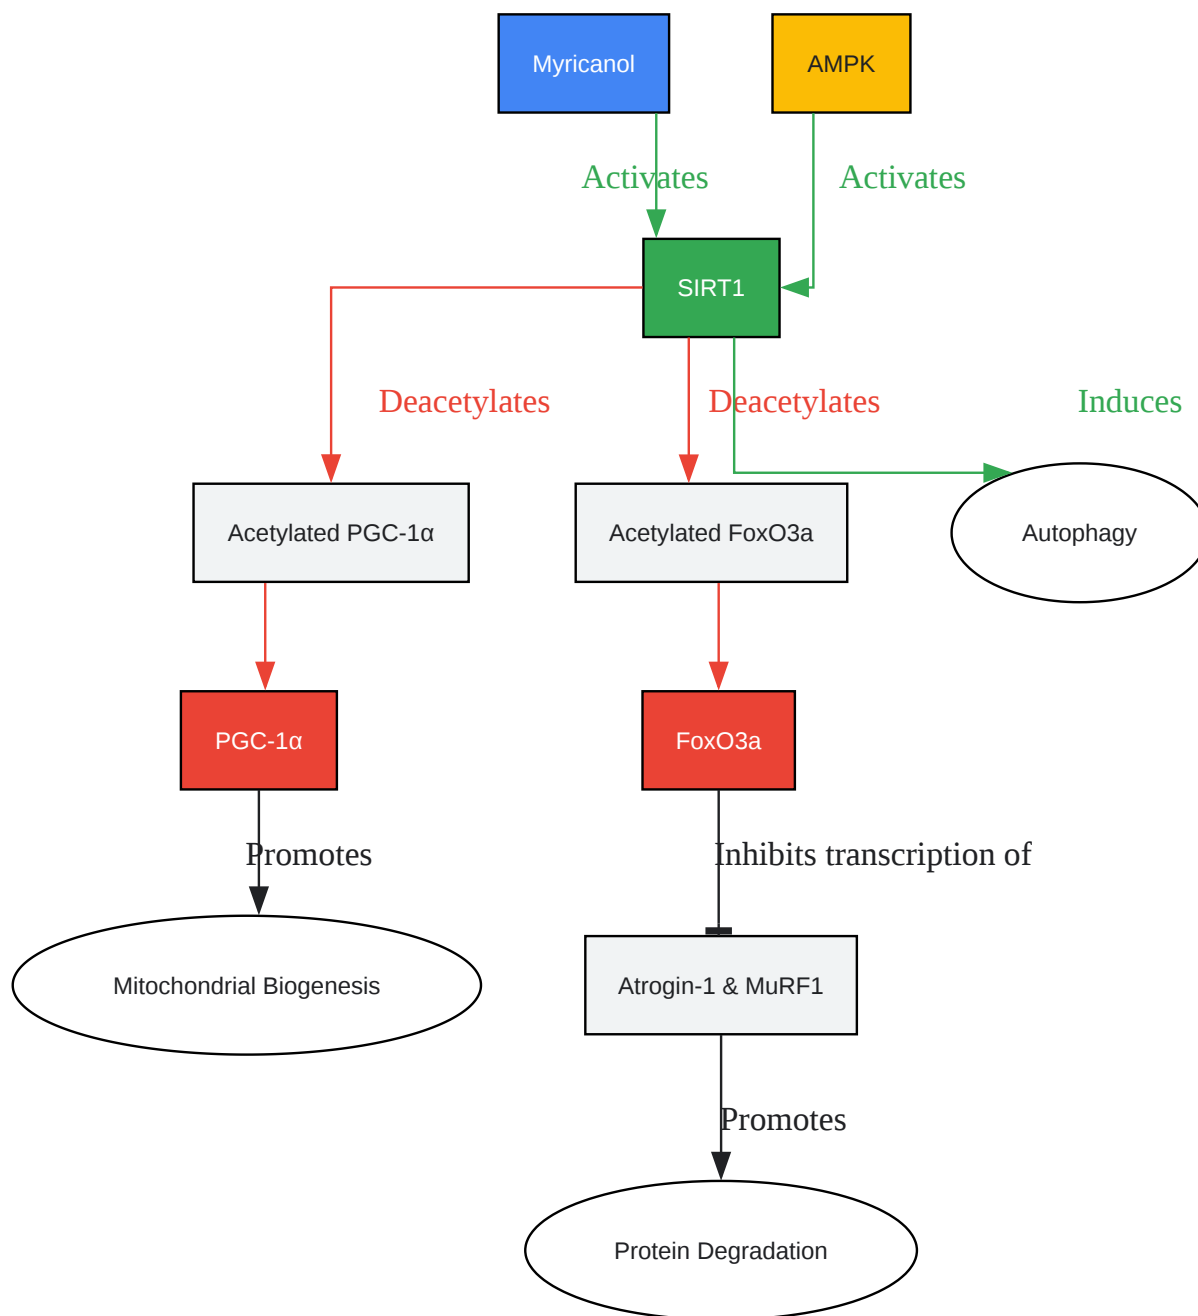 Myricanol
AMPK
Activates
Activates
SIRT1
Deacetylates
Deacetylates
Induces
Acetylated PGC-1α
Acetylated FoxO3a
Autophagy
PGC-1α
FoxO3a
Promotes
Inhibits transcription of
Mitochondrial Biogenesis
Atrogin-1 & MuRF1
Promotes
Protein Degradation